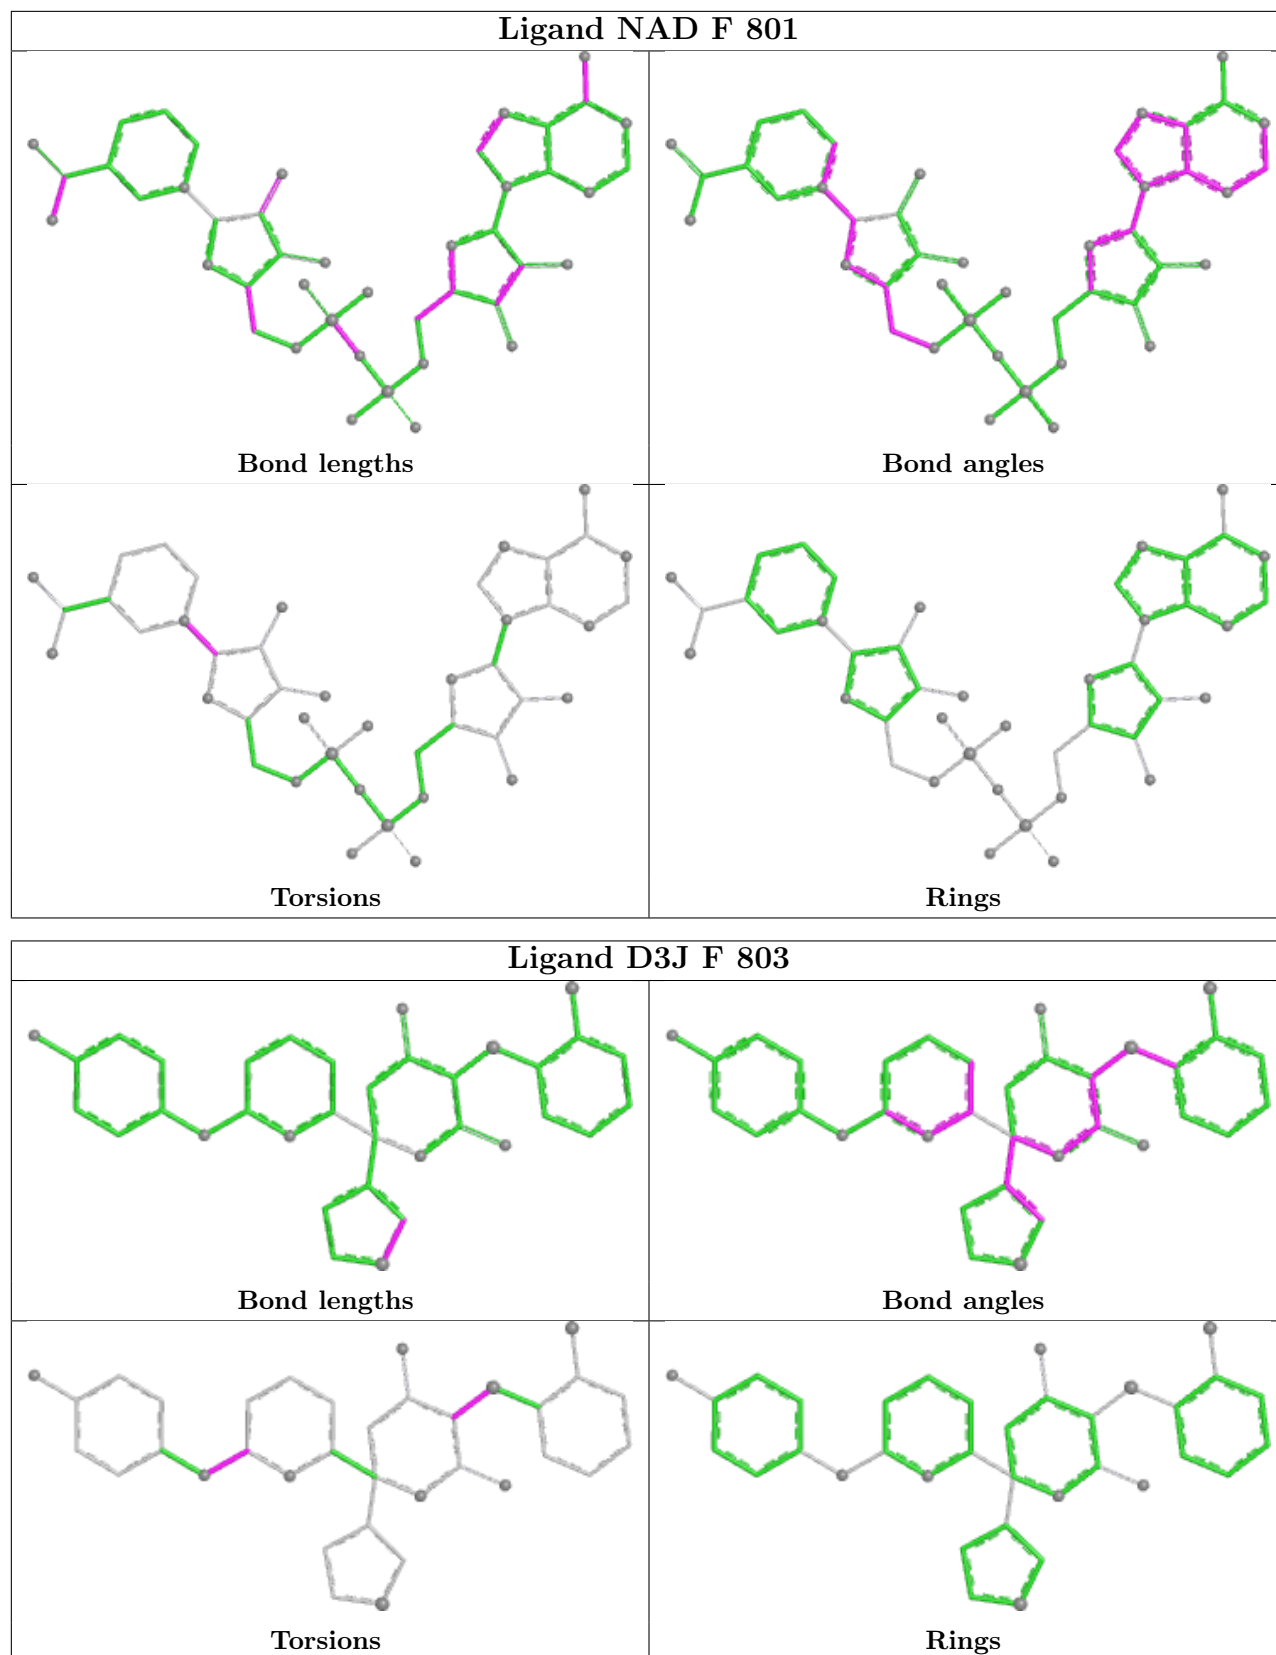 Ligand NAD F 801
Bond lengths
Bond angles
Torsions
Rings
Ligand D3J F 803
Bond lengths
Bond angles
Torsions
Rings